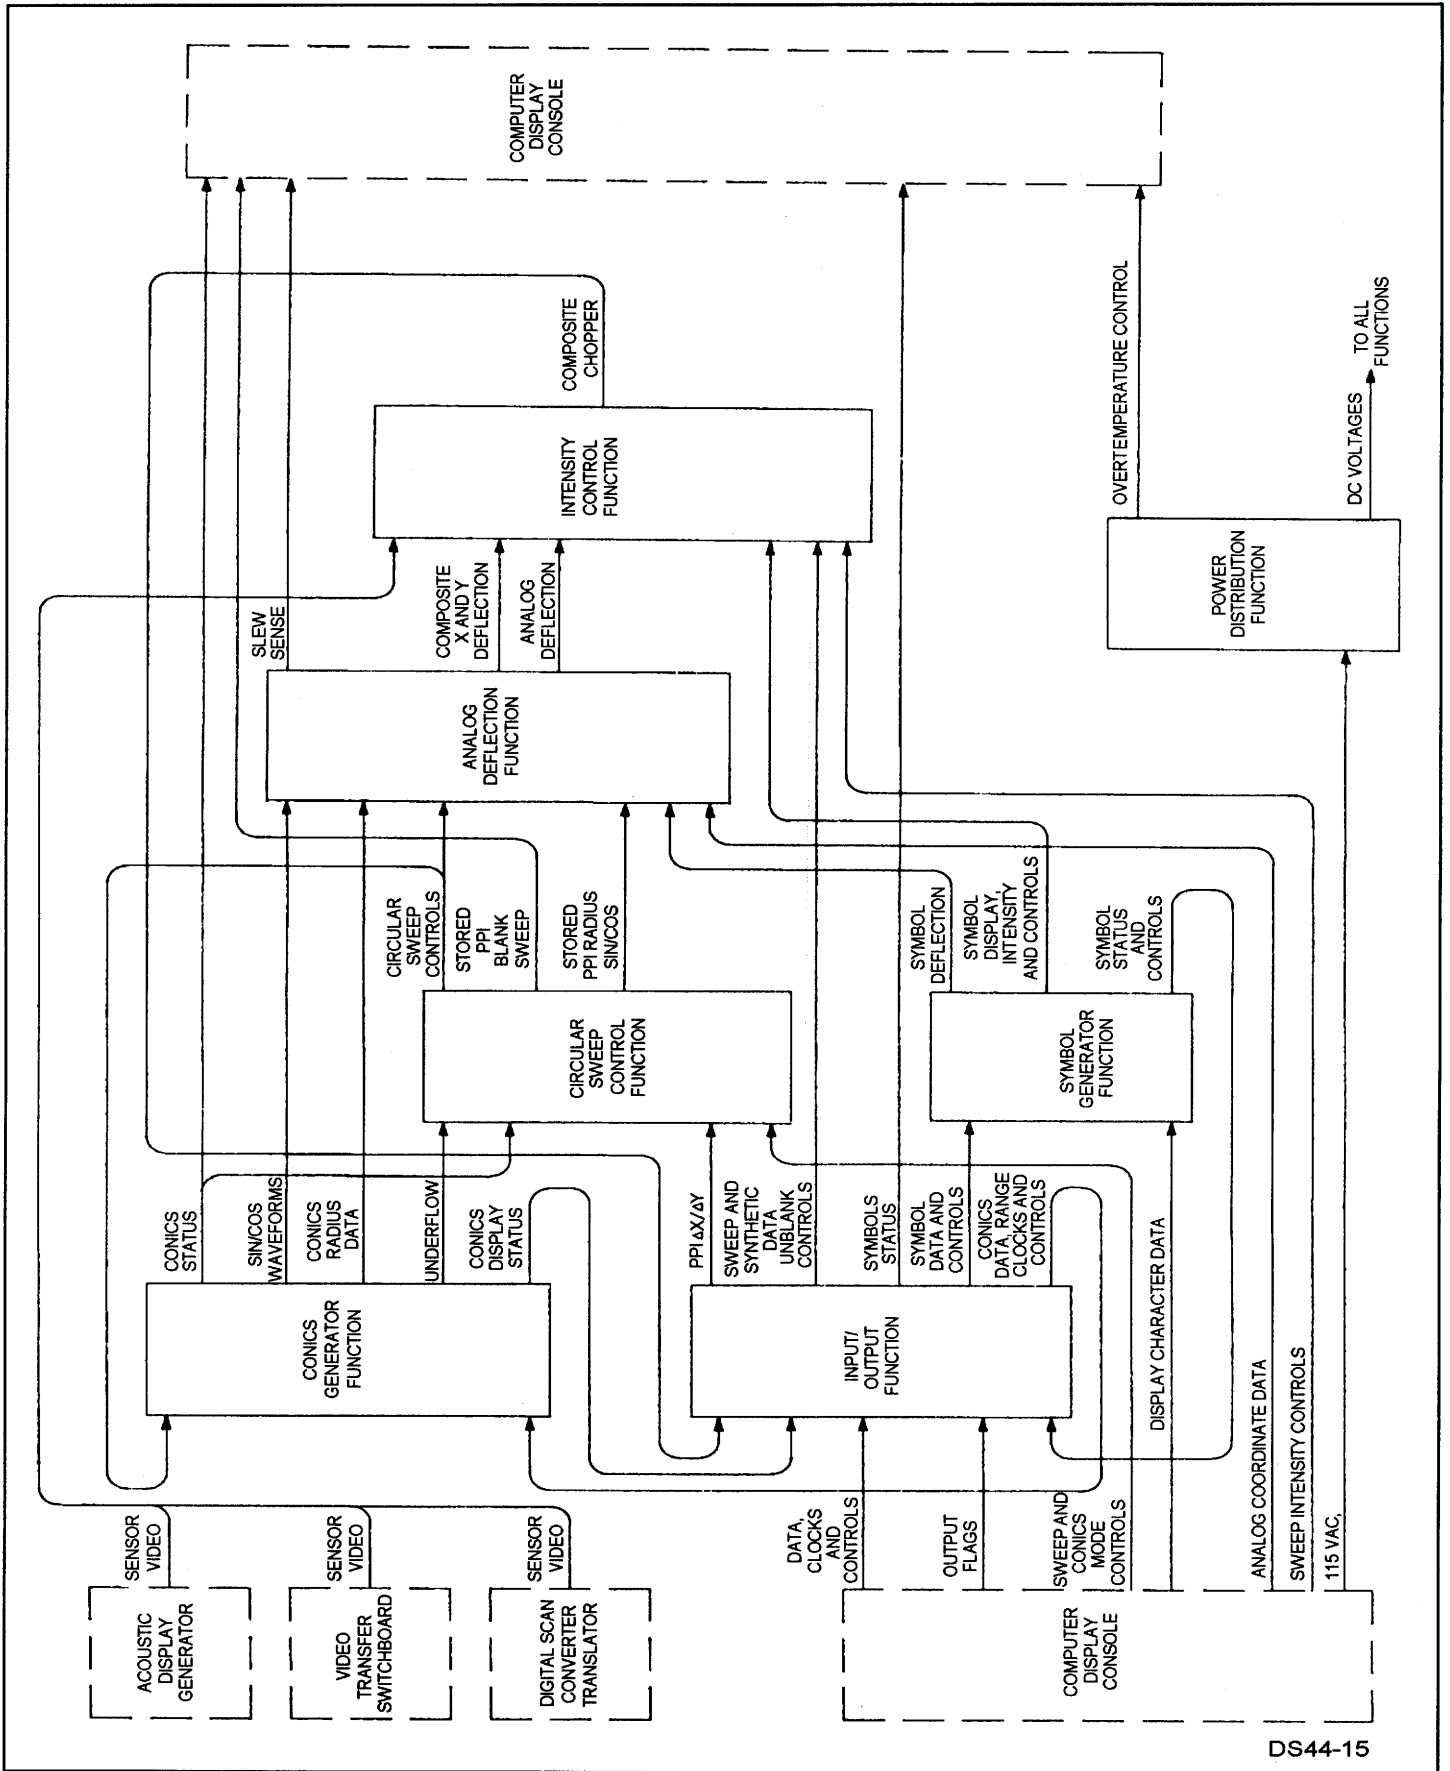 COMPUTER
DISPLAY
CONSOLE
COMPOSITE
CHOPPER
OVERTEMPERATURE CONTROL
DC VOLTAGES
TO ALL
FUNCTIONS
INTENSITY
CONTROL
FUNCTION
POWER
DISTRIBUTION
FUNCTION
SLEW
SENSE
COMPOSITE
X AND Y
DEFLECTION
ANALOG
DEFLECTION
ANALOG
DEFLECTION
FUNCTION
CIRCULAR
SWEEP
CONTROLS
STORED
PPI
BLANK
SWEEP
STORED
PPI RADIUS
SIN/COS
SYMBOL
DEFLECTION
SYMBOL
DISPLAY,
INTENSITY
AND CONTROLS
SYMBOL
STATUS
AND
CONTROLS
CIRCULAR
SWEEP
CONTROL
FUNCTION
SYMBOL
GENERATOR
FUNCTION
CONICS
STATUS
SIN/COS
WAVEFORMS
CONICS
RADIUS
DATA
UNDERFLOW
CONICS
DISPLAY
STATUS
PPI ΔX/ΔY
SWEEP AND
SYNTHETIC
DATA
UNBLANK
CONTROLS
SYMBOLS
STATUS
SYMBOL
DATA AND
CONTROLS
CONICS
DATA, RANGE
CLOCKS AND
CONTROLS
DISPLAY CHARACTER DATA
CONICS
GENERATOR
FUNCTION
INPUT/
OUTPUT
FUNCTION
SENSOR
VIDEO
SENSOR
VIDEO
SENSOR
VIDEO
DATA,
CLOCKS
AND
CONTROLS
OUTPUT
FLAGS
SWEEP AND
CONICS
MODE
CONTROLS
ANALOG COORDINATE DATA
SWEEP INTENSITY CONTROLS
115 VAC,
ACOUSTIC
DISPLAY
GENERATOR
VIDEO
TRANSFER
SWITCHBOARD
DIGITAL SCAN
CONVERTER
TRANSLATOR
COMPUTER
DISPLAY
CONSOLE
DS44-15